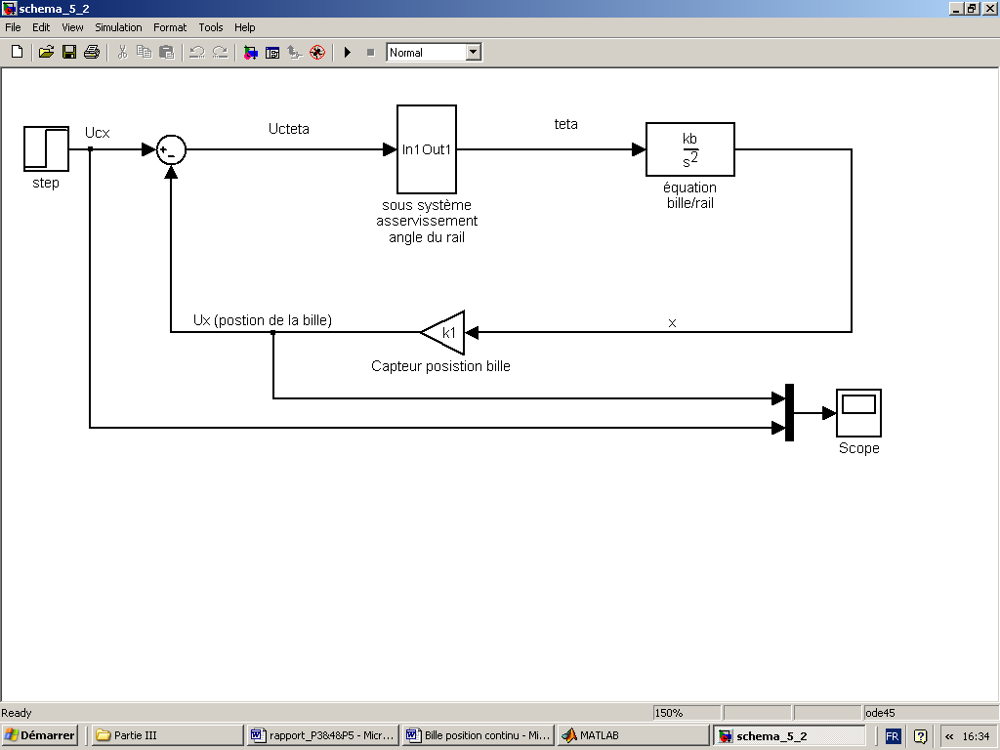 schema_5_2
File Edit View Simulation Format Tools Help
Normal
Ucx
Ucteta
teta
In1 Out1
kb
s2
step
sous système
asservissement
angle du rail
équation
bille/rail
Ux (postion de la bille)
x
k1
Capteur posistion bille
Scope
Ready 150% ode45
Démarrer Partie III rapport_P3&4&P5 - Micr... Bille position continu - Mi... MATLAB schema_5_2 FR « 16:34